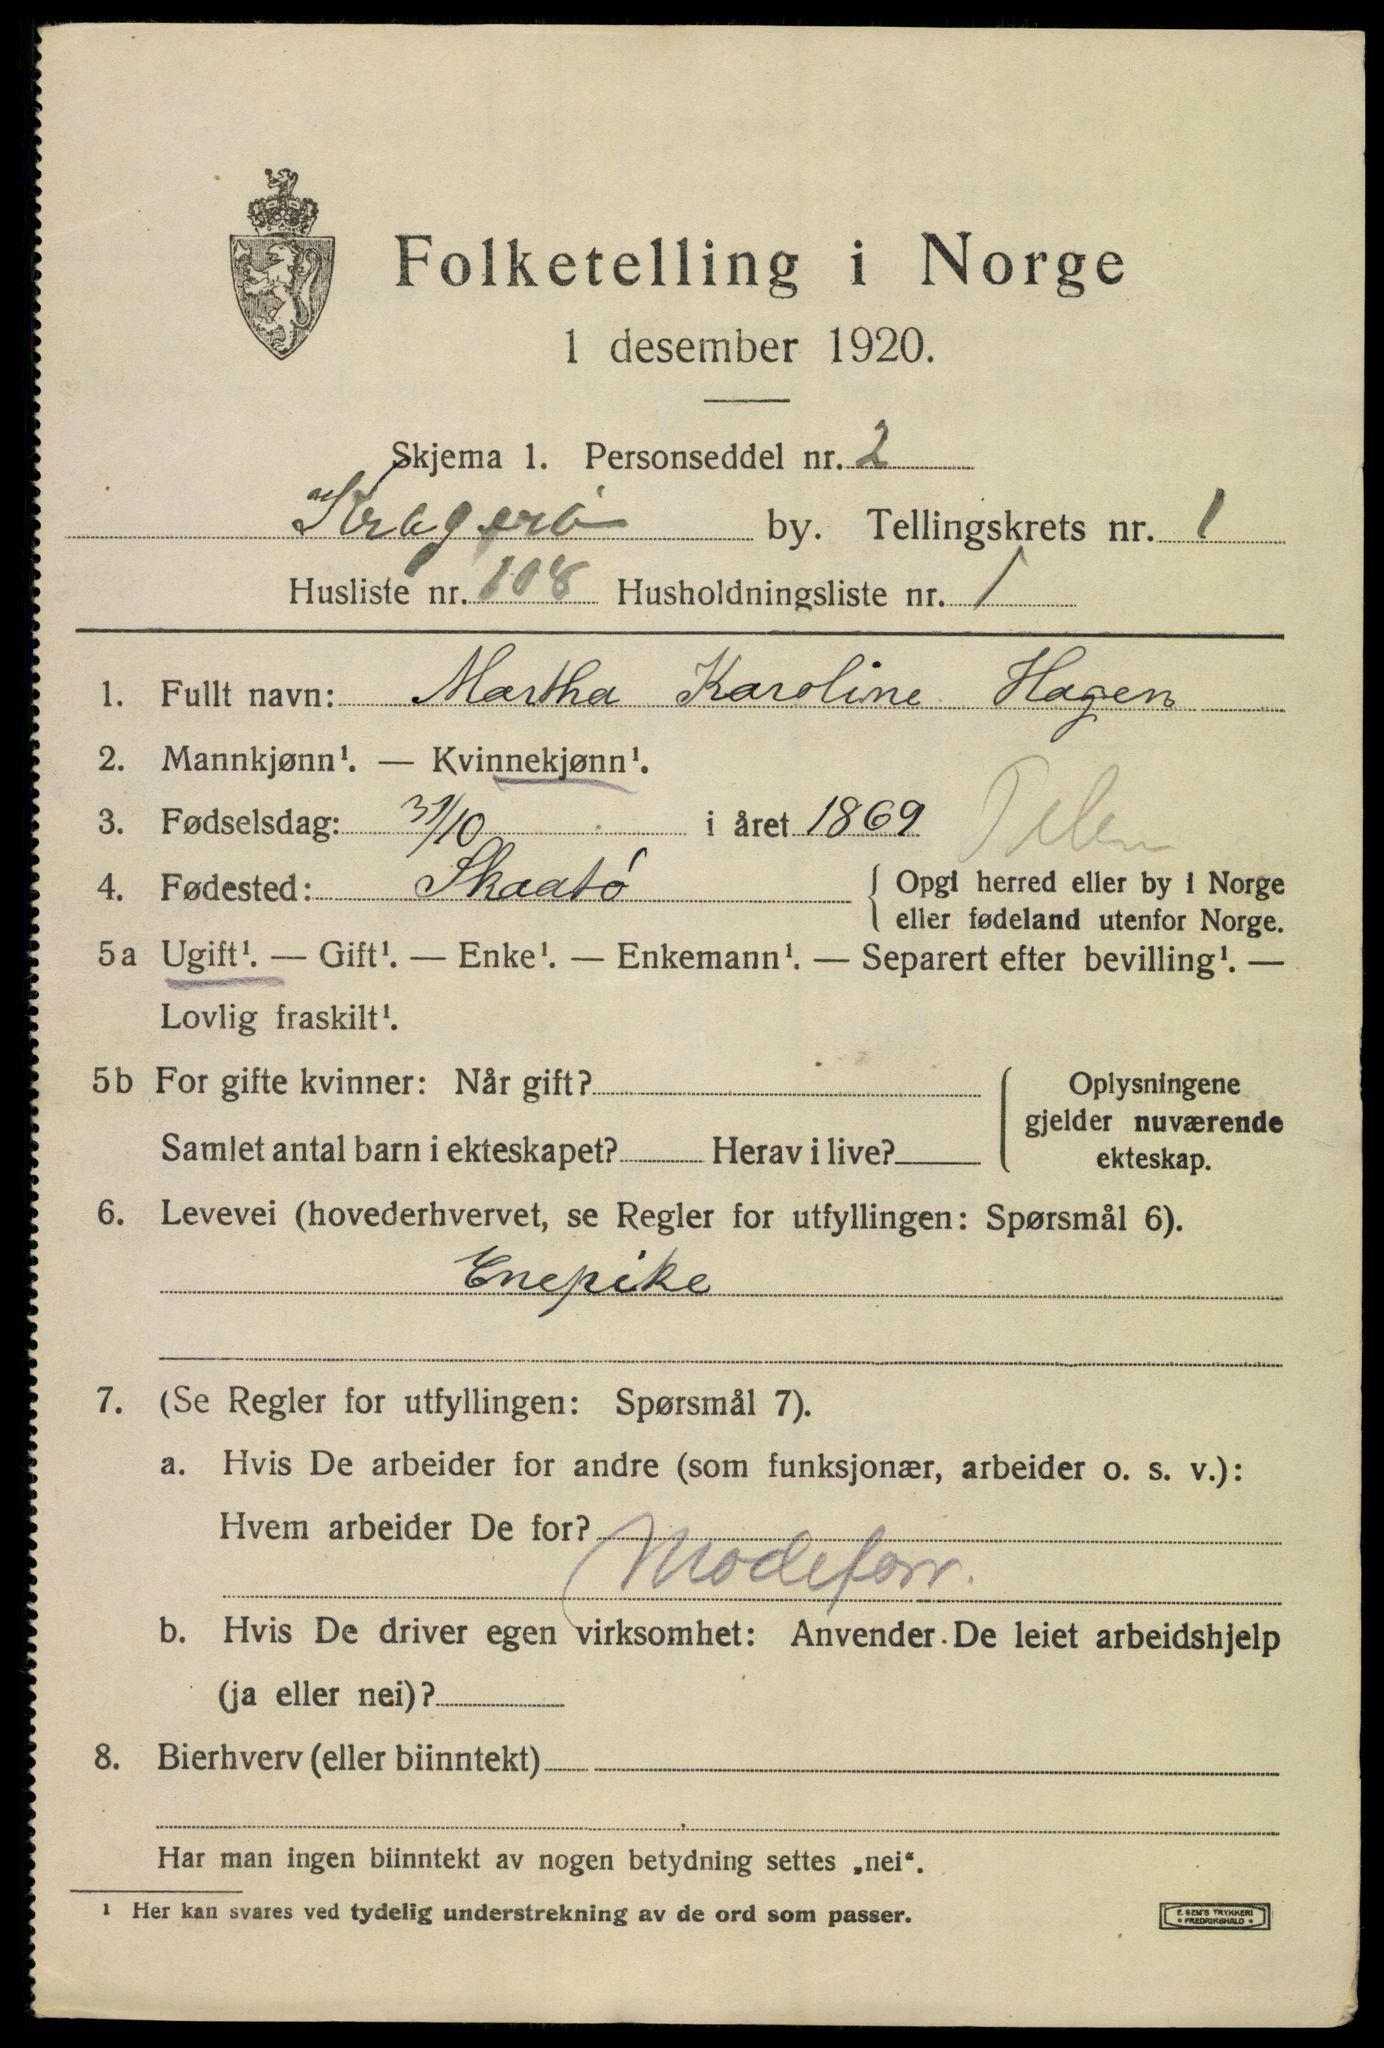 Folketelling i Norge
1 desember 1920.
Skjema 1. Personseddel nr. 2
Kragerø by. Tellingskrets nr. 1
Husliste nr. 108 Husholdningsliste nr. 1
1. Fullt navn: Martha Karoline Hagen
2. Mannkjønn¹. — Kvinnekjønn¹.
3. Fødselsdag: 31/10 i året 1869
Telem
4. Fødested: Skaatø { Opgi herred eller by i Norge
eller fødeland utenfor Norge.
5a Ugift¹. — Gift¹. — Enke¹. — Enkemann¹. — Separert efter bevilling¹. —
Lovlig fraskilt¹.
5b For gifte kvinner: Når gift? { Oplysningene
gjelder nuværende
Samlet antal barn i ekteskapet? Herav i live? ekteskap.
6. Levevei (hovederhvervet, se Regler for utfyllingen: Spørsmål 6).
Enepike
7. (Se Regler for utfyllingen: Spørsmål 7).
a. Hvis De arbeider for andre (som funksjonær, arbeider o. s. v.):
Hvem arbeider De for?
Modeforr.
b. Hvis De driver egen virksomhet: Anvender De leiet arbeidshjelp
(ja eller nei)?
8. Bierhverv (eller biinntekt)
Har man ingen biinntekt av nogen betydning settes „nei“.
¹ Her kan svares ved tydelig understrekning av de ord som passer.
E. SEM'S TRYKKERI
* FREDRIKSHALD *